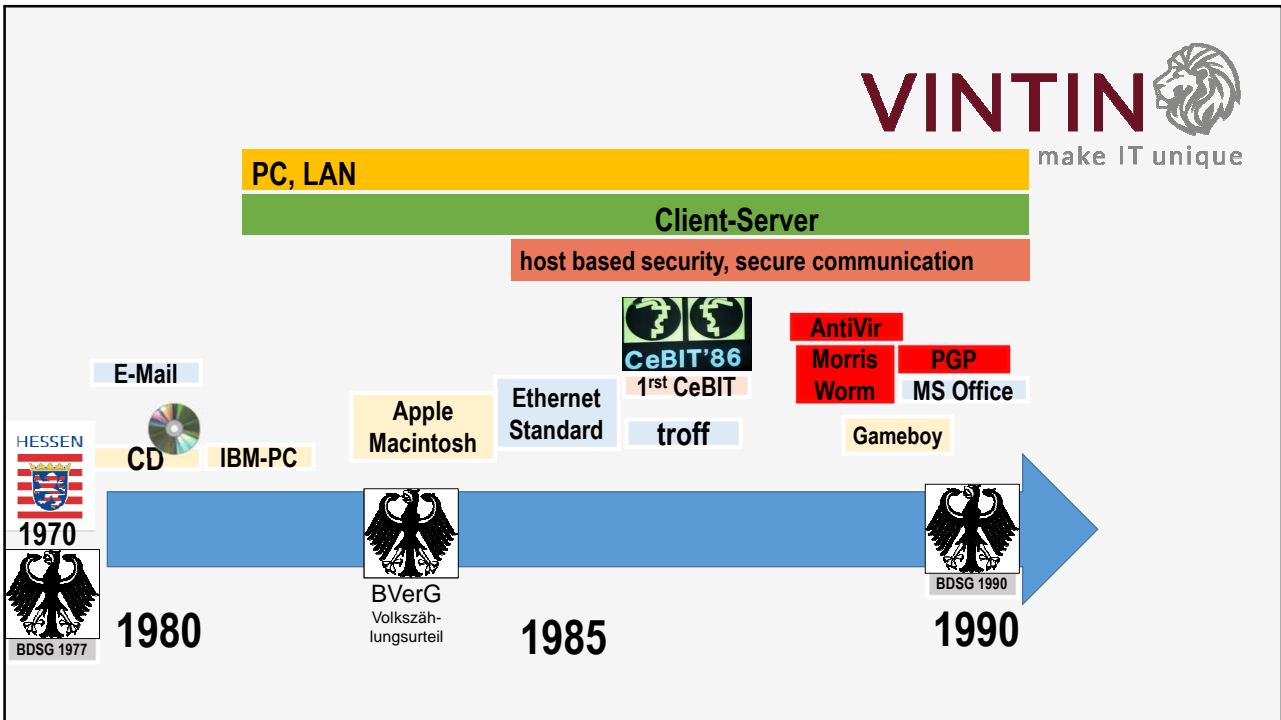 VINTIN
make IT unique
PC, LAN
Client-Server
host based security, secure communication
CeBIT'86
1rst CeBIT
AntiVir
Morris
Worm
PGP
MS Office
E-Mail
Ethernet
Standard
Apple
Macintosh
troff
Gameboy
HESSEN
CD
IBM-PC
1970
BDSG 1977
1980
BVerG
Volkszäh-
lungsurteil
1985
BDSG 1990
1990